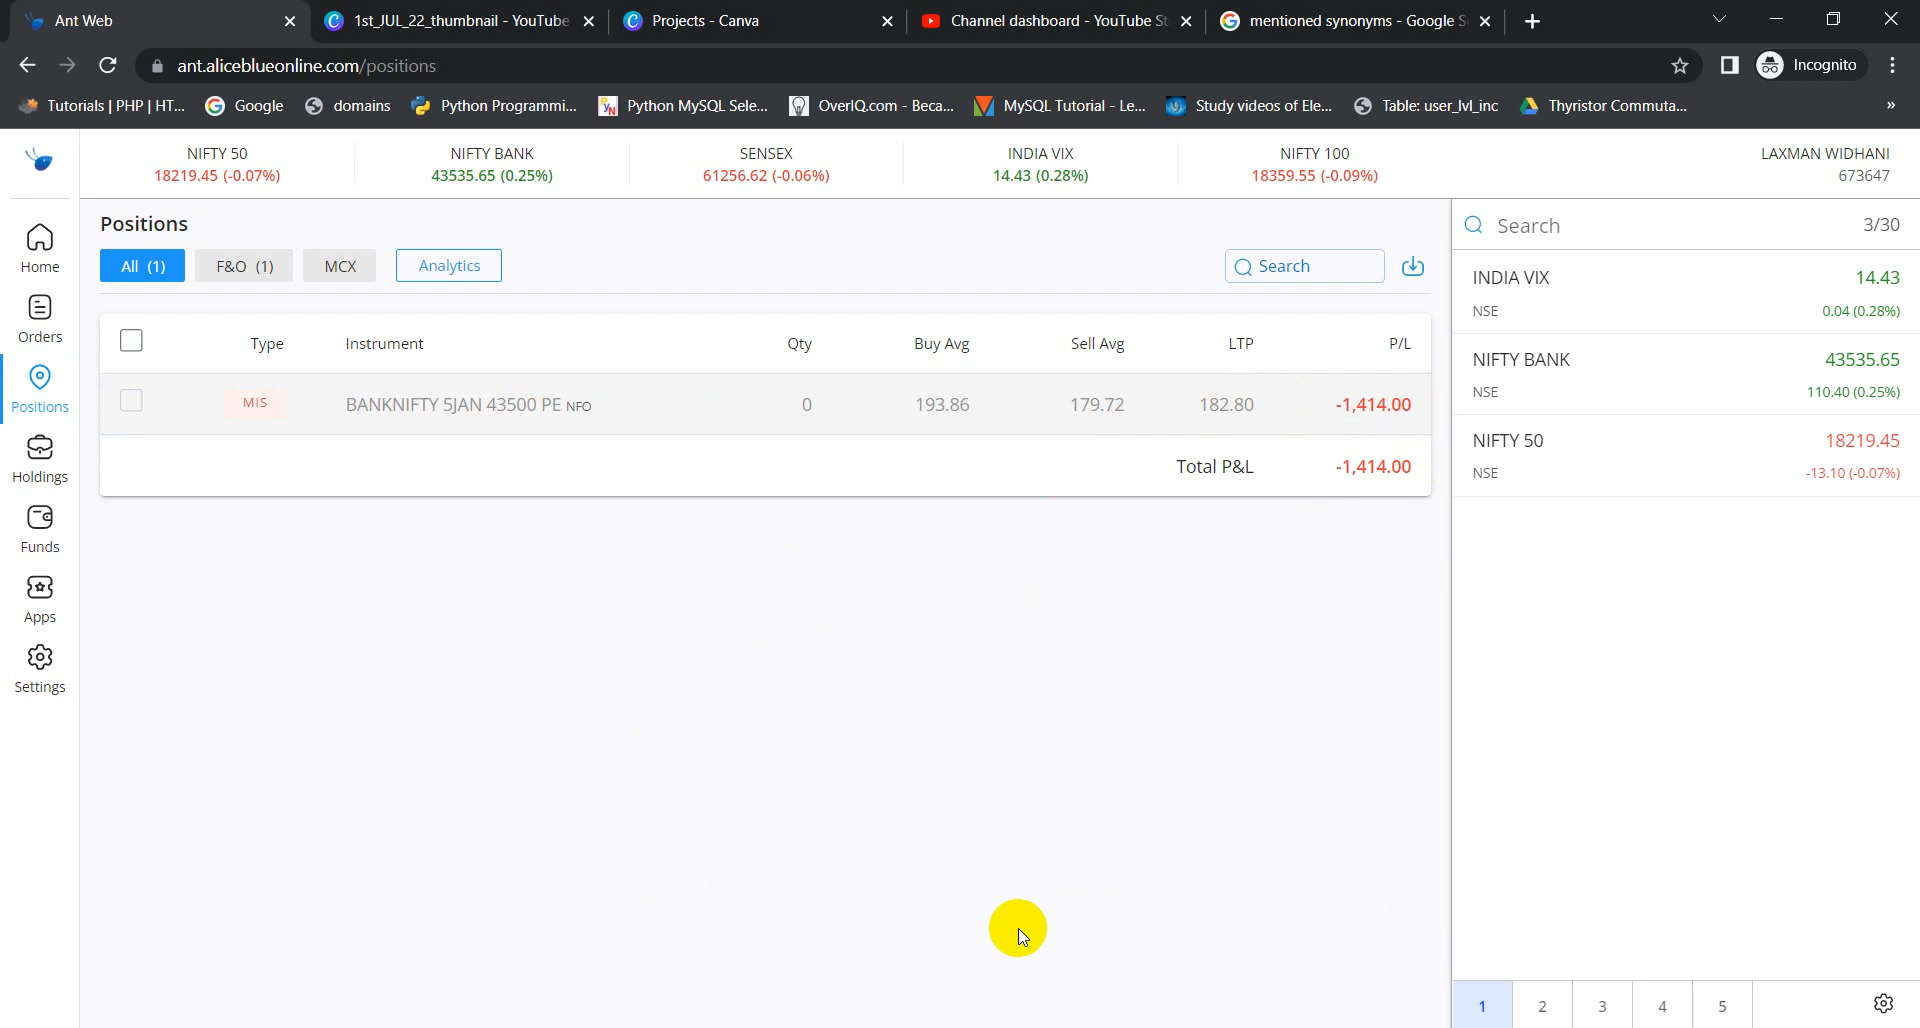 Ant Web
1st_JUL_22_thumbnail - YouTube
Projects - Canva
Channel dashboard - YouTube St
mentioned synonyms - Google S
ant.aliceblueonline.com/positions
Incognito
Tutorials | PHP | HT...
Google
domains
Python Programmi...
Python MySQL Sele...
OverIQ.com - Beca...
MySQL Tutorial - Le...
Study videos of Ele...
Table: user_lvl_inc
Thyristor Commuta...
»
NIFTY 50
18219.45 (-0.07%)
NIFTY BANK
43535.65 (0.25%)
SENSEX
61256.62 (-0.06%)
INDIA VIX
14.43 (0.28%)
NIFTY 100
18359.55 (-0.09%)
LAXMAN WIDHANI
673647
Home
Orders
Positions
Holdings
Funds
Apps
Settings
Positions
All (1)
F&O (1)
MCX
Analytics
Search
Type Instrument Qty Buy Avg Sell Avg LTP P/L
MIS BANKNIFTY 5JAN 43500 PE NFO 0 193.86 179.72 182.80 -1,414.00
Total P&L -1,414.00
Search 3/30
INDIA VIX 14.43
NSE 0.04 (0.28%)
NIFTY BANK 43535.65
NSE 110.40 (0.25%)
NIFTY 50 18219.45
NSE -13.10 (-0.07%)
1 2 3 4 5